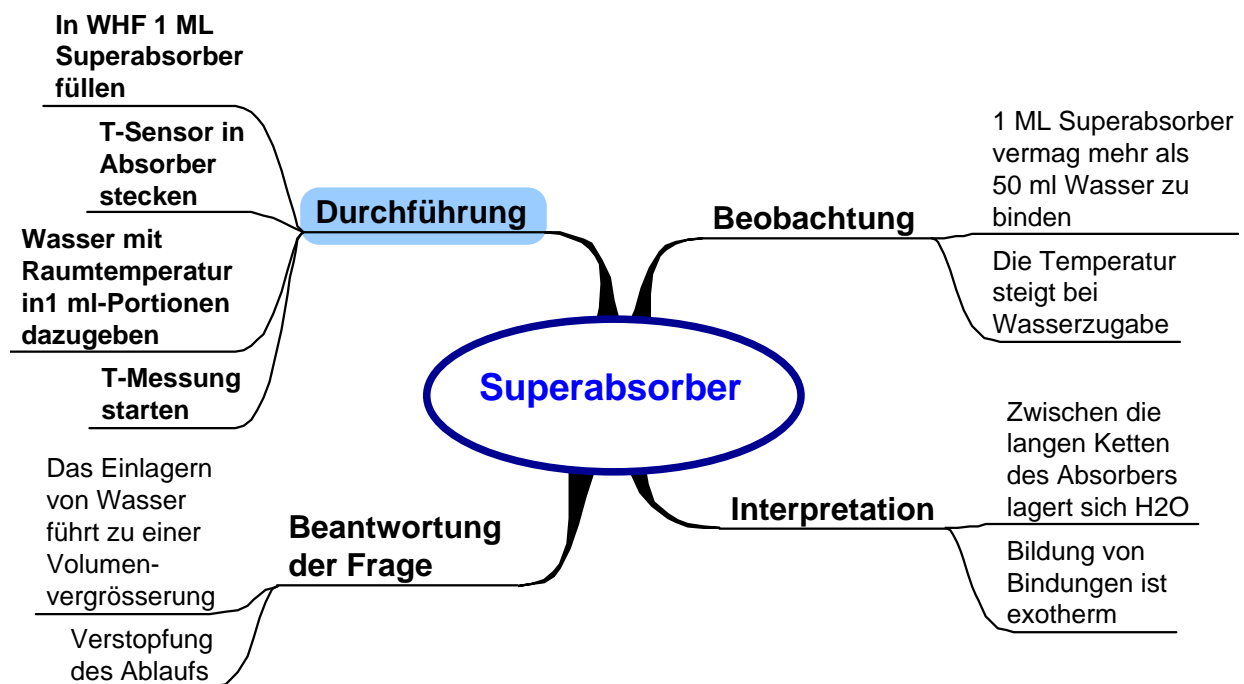 Superabsorber
Durchführung
In WHF 1 ML
Superabsorber
füllen
T-Sensor in
Absorber
stecken
Wasser mit
Raumtemperatur
in1 ml-Portionen
dazugeben
T-Messung
starten
Beobachtung
1 ML Superabsorber
vermag mehr als
50 ml Wasser zu
binden
Die Temperatur
steigt bei
Wasserzugabe
Interpretation
Zwischen die
langen Ketten
des Absorbers
lagert sich H2O
Bildung von
Bindungen ist
exotherm
Beantwortung
der Frage
Das Einlagern
von Wasser
führt zu einer
Volumen-
vergrösserung
Verstopfung
des Ablaufs